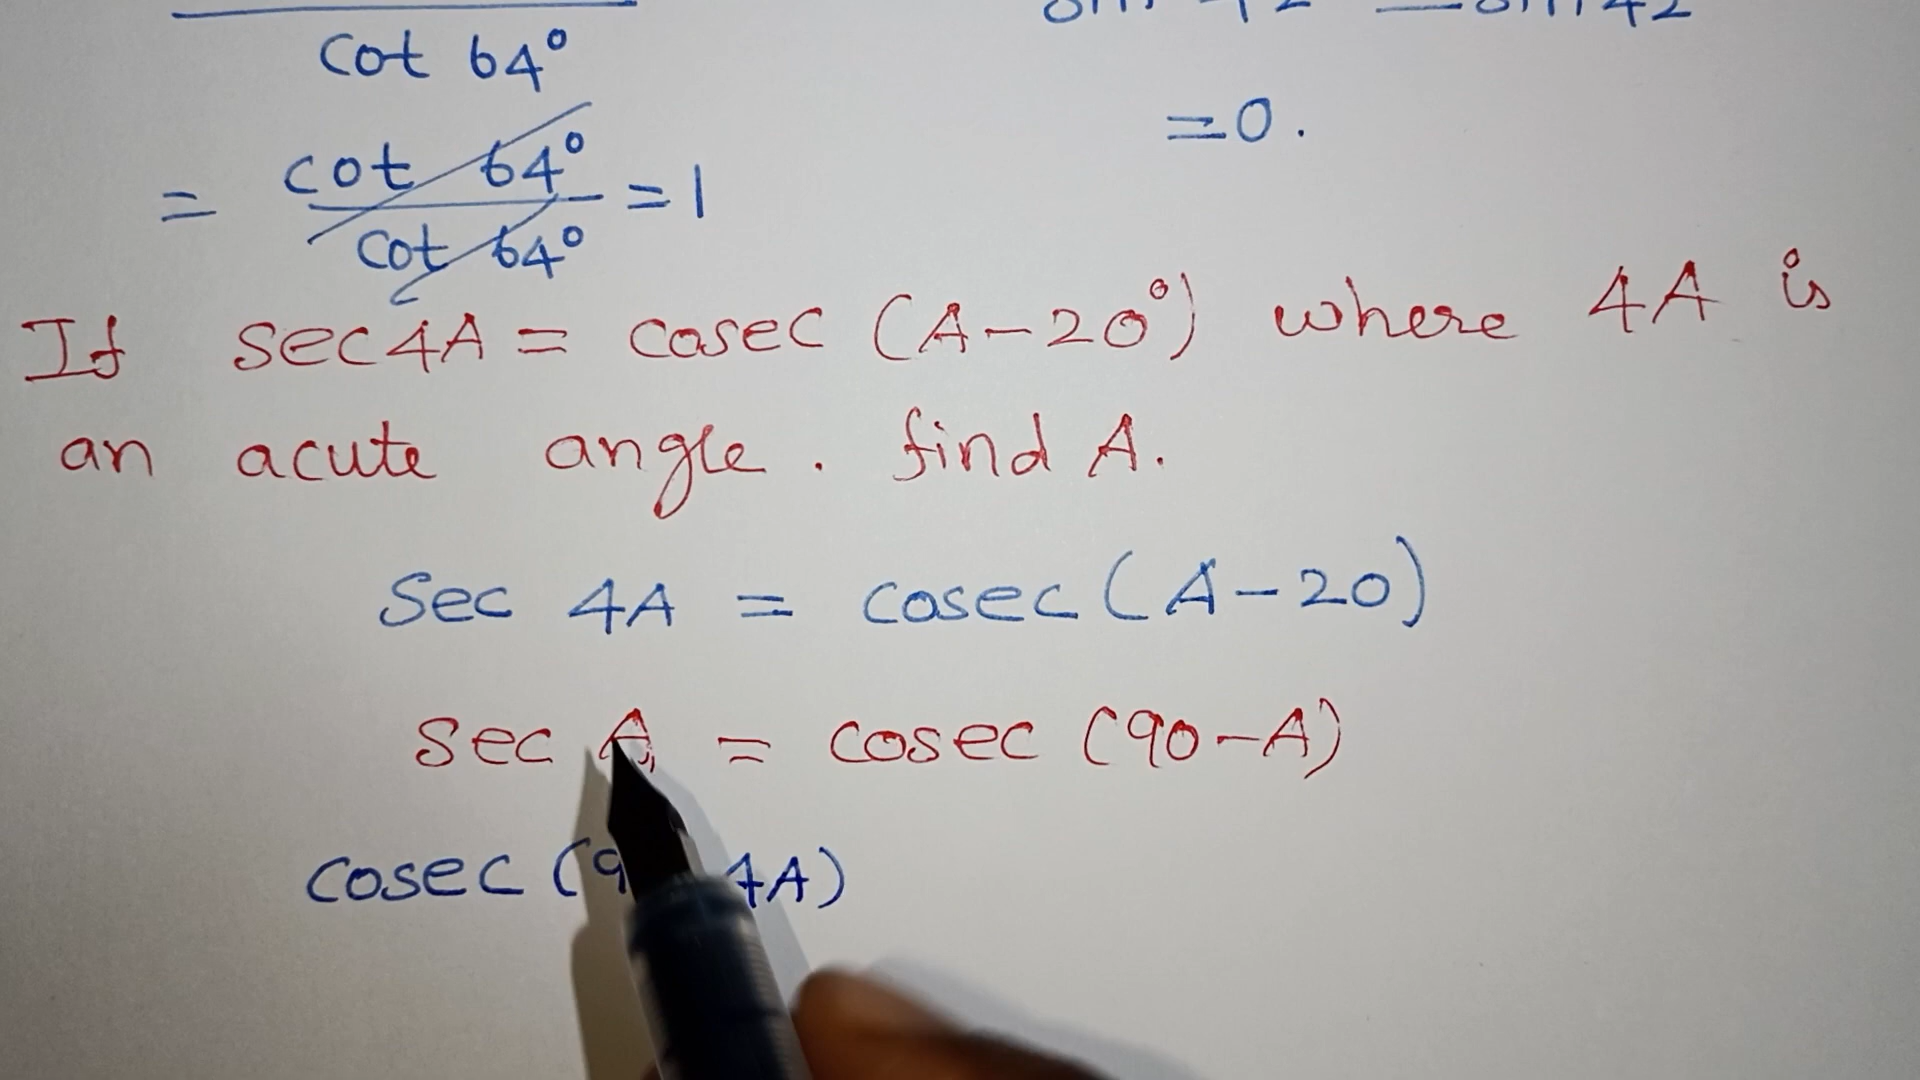 cot 64°
= cot 64° / cot 64° = 1
= 0.
If sec 4A = cosec (A - 20°) where 4A is
an acute angle. find A.
Sec 4A = cosec (A - 20)
Sec A = cosec (90 - A)
cosec ( 4A)